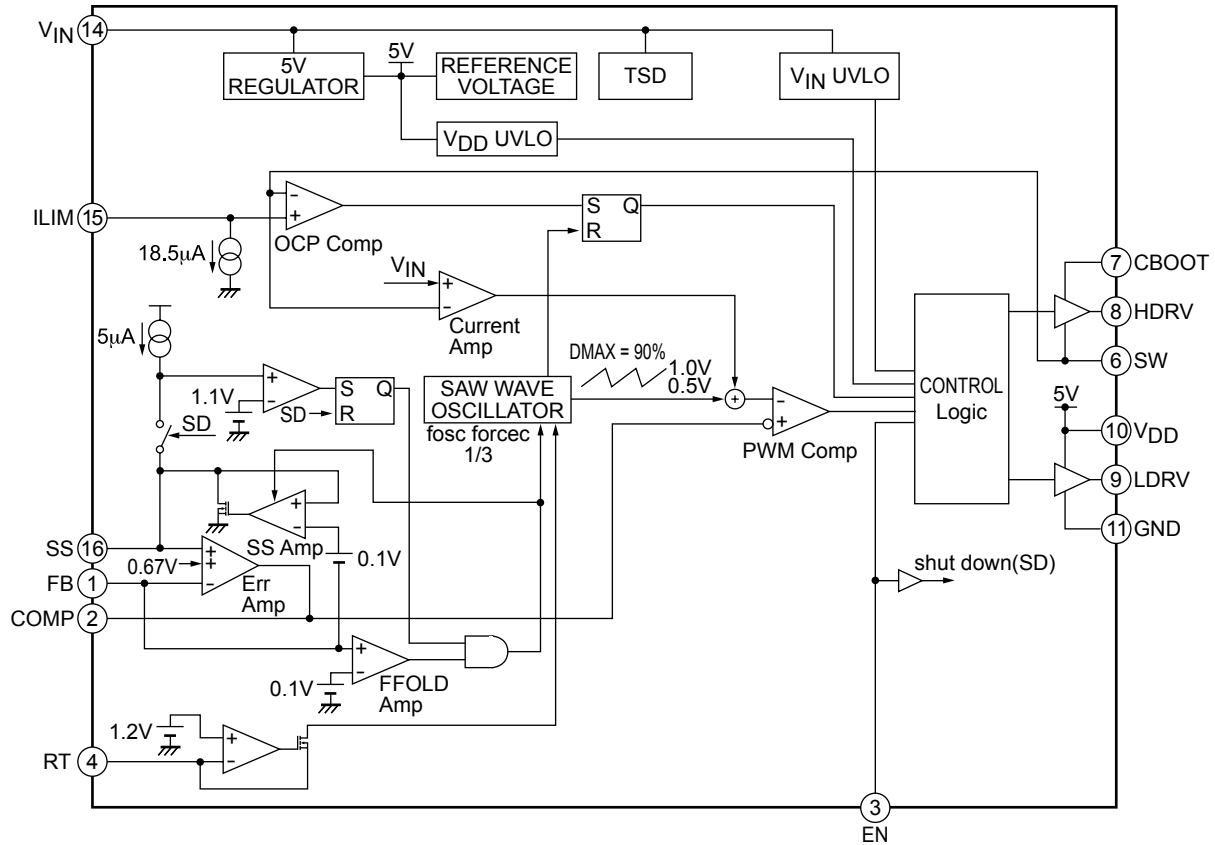 VIN 14
5V
REGULATOR
5V
REFERENCE
VOLTAGE
TSD
VIN UVLO
VDD UVLO
ILIM 15
-
+
OCP Comp
S Q
R
18.5μA
VIN
+
-
Current
Amp
7 CBOOT
8 HDRV
6 SW
5μA
DMAX = 90%
1.0V
0.5V
+
-
1.1V
S Q
R
SD
SAW WAVE
OSCILLATOR
fosc forcec
1/3
+
-
+
PWM Comp
CONTROL
Logic
5V
10 VDD
9 LDRV
11 GND
SD
+
-
SS Amp
0.1V
SS 16
0.67V
+
+
-
Err
Amp
FB 1
COMP 2
shut down(SD)
+
-
0.1V
FFOLD
Amp
1.2V
+
-
RT 4
3
EN